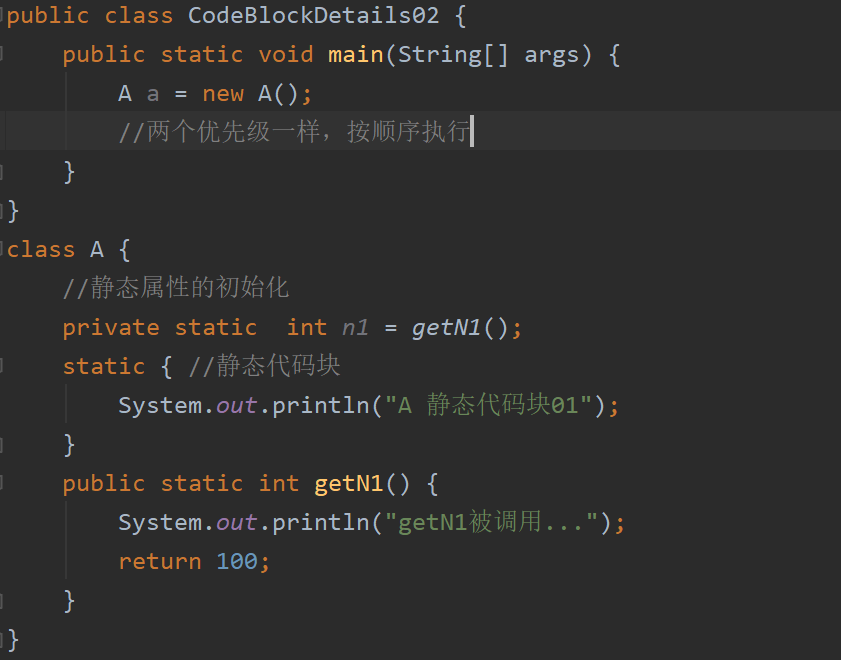 public class CodeBlockDetails02 {
    public static void main(String[] args) {
        A a = new A();
        //两个优先级一样，按顺序执行
    }
}
class A {
    //静态属性的初始化
    private static  int n1 = getN1();
    static { //静态代码块
        System.out.println("A 静态代码块01");
    }
    public static int getN1() {
        System.out.println("getN1被调用...");
        return 100;
    }
}